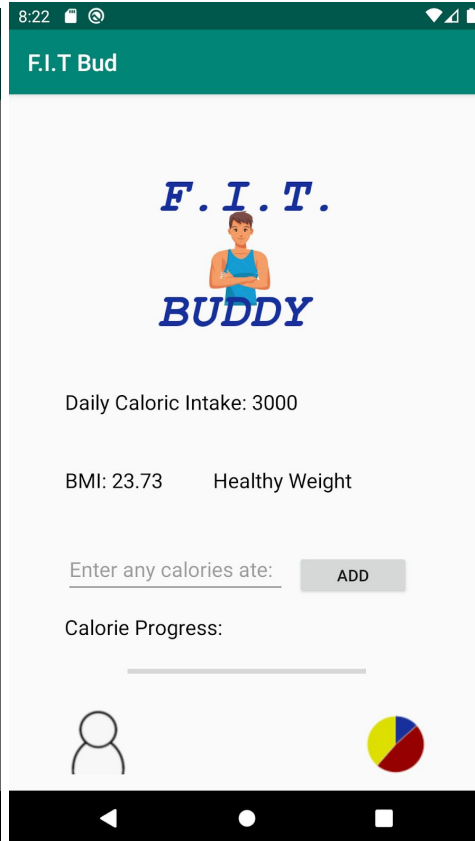 8:22
F.I.T Bud
F.I.T.
BUDDY
Daily Caloric Intake: 3000
BMI: 23.73 Healthy Weight
Enter any calories ate: ADD
Calorie Progress: